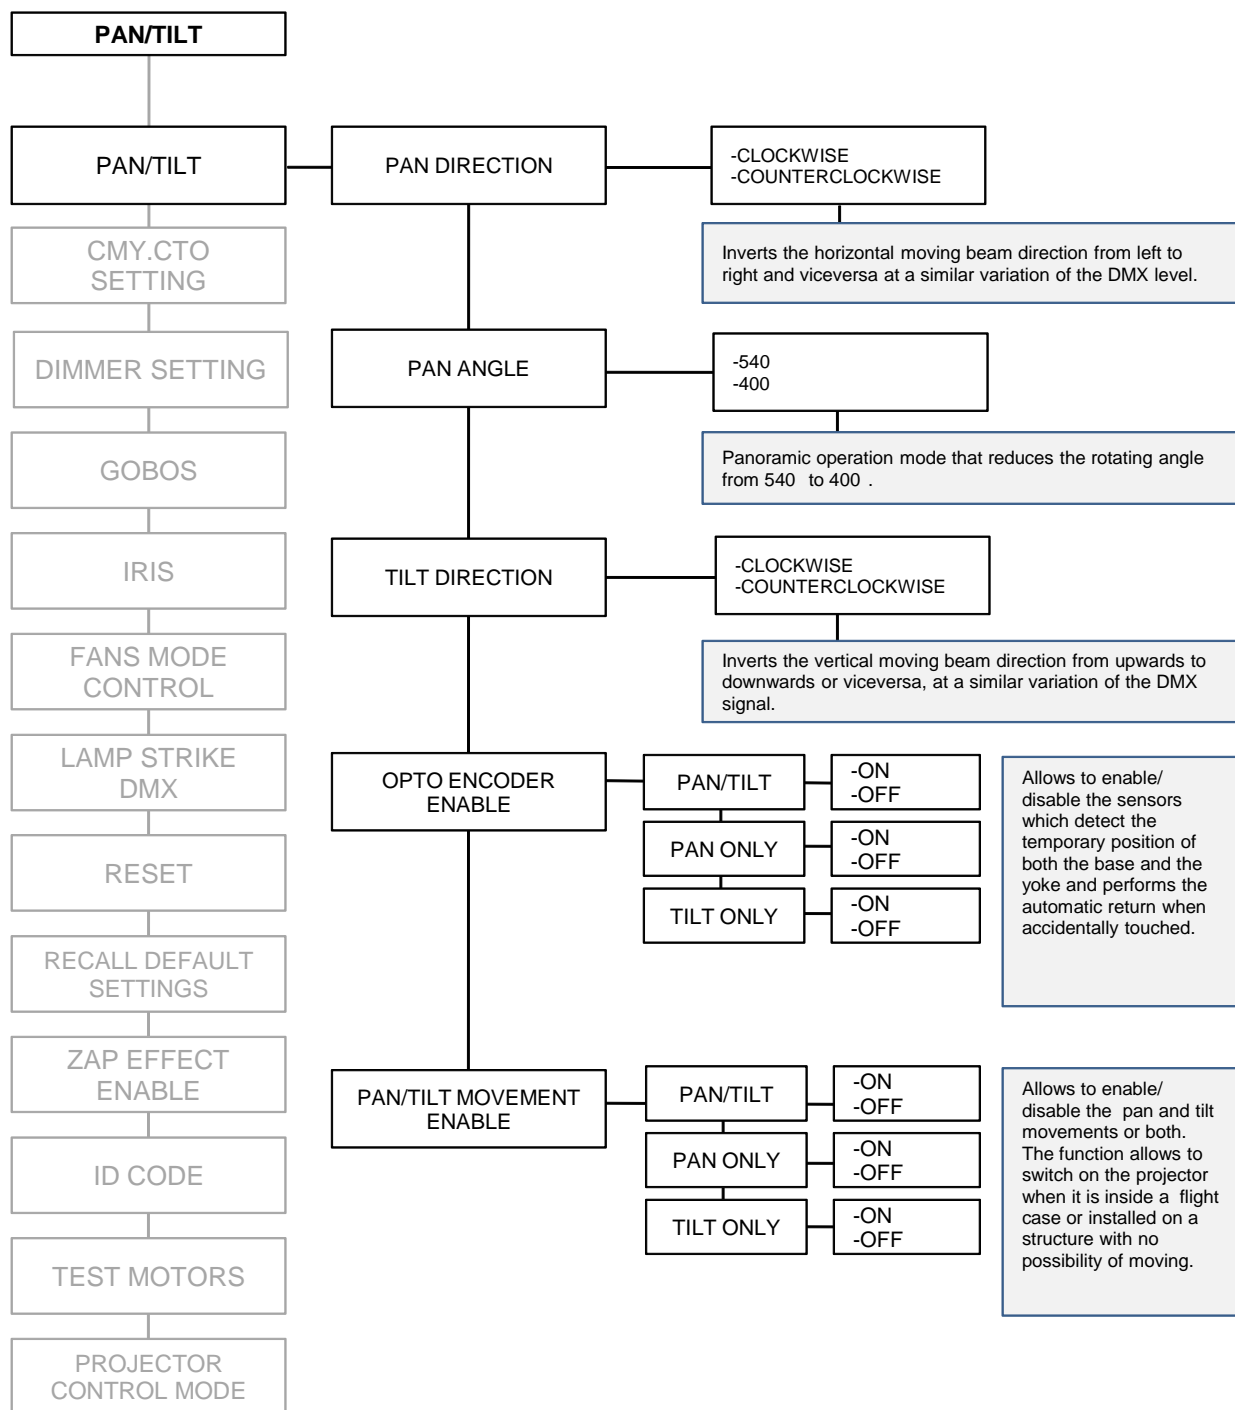 PAN/TILT
PAN/TILT
PAN DIRECTION
-CLOCKWISE
-COUNTERCLOCKWISE
Inverts the horizontal moving beam direction from left to
right and viceversa at a similar variation of the DMX level.
CMY.CTO
SETTING
DIMMER SETTING
PAN ANGLE
-540
-400
Panoramic operation mode that reduces the rotating angle
from 540 to 400 .
GOBOS
IRIS
TILT DIRECTION
-CLOCKWISE
-COUNTERCLOCKWISE
Inverts the vertical moving beam direction from upwards to
downwards or viceversa, at a similar variation of the DMX
signal.
FANS MODE
CONTROL
LAMP STRIKE
DMX
OPTO ENCODER
ENABLE
PAN/TILT
-ON
-OFF
PAN ONLY
-ON
-OFF
TILT ONLY
-ON
-OFF
Allows to enable/
disable the sensors
which detect the
temporary position of
both the base and the
yoke and performs the
automatic return when
accidentally touched.
RESET
RECALL DEFAULT
SETTINGS
ZAP EFFECT
ENABLE
PAN/TILT MOVEMENT
ENABLE
PAN/TILT
-ON
-OFF
PAN ONLY
-ON
-OFF
TILT ONLY
-ON
-OFF
Allows to enable/
disable the pan and tilt
movements or both.
The function allows to
switch on the projector
when it is inside a flight
case or installed on a
structure with no
possibility of moving.
ID CODE
TEST MOTORS
PROJECTOR
CONTROL MODE